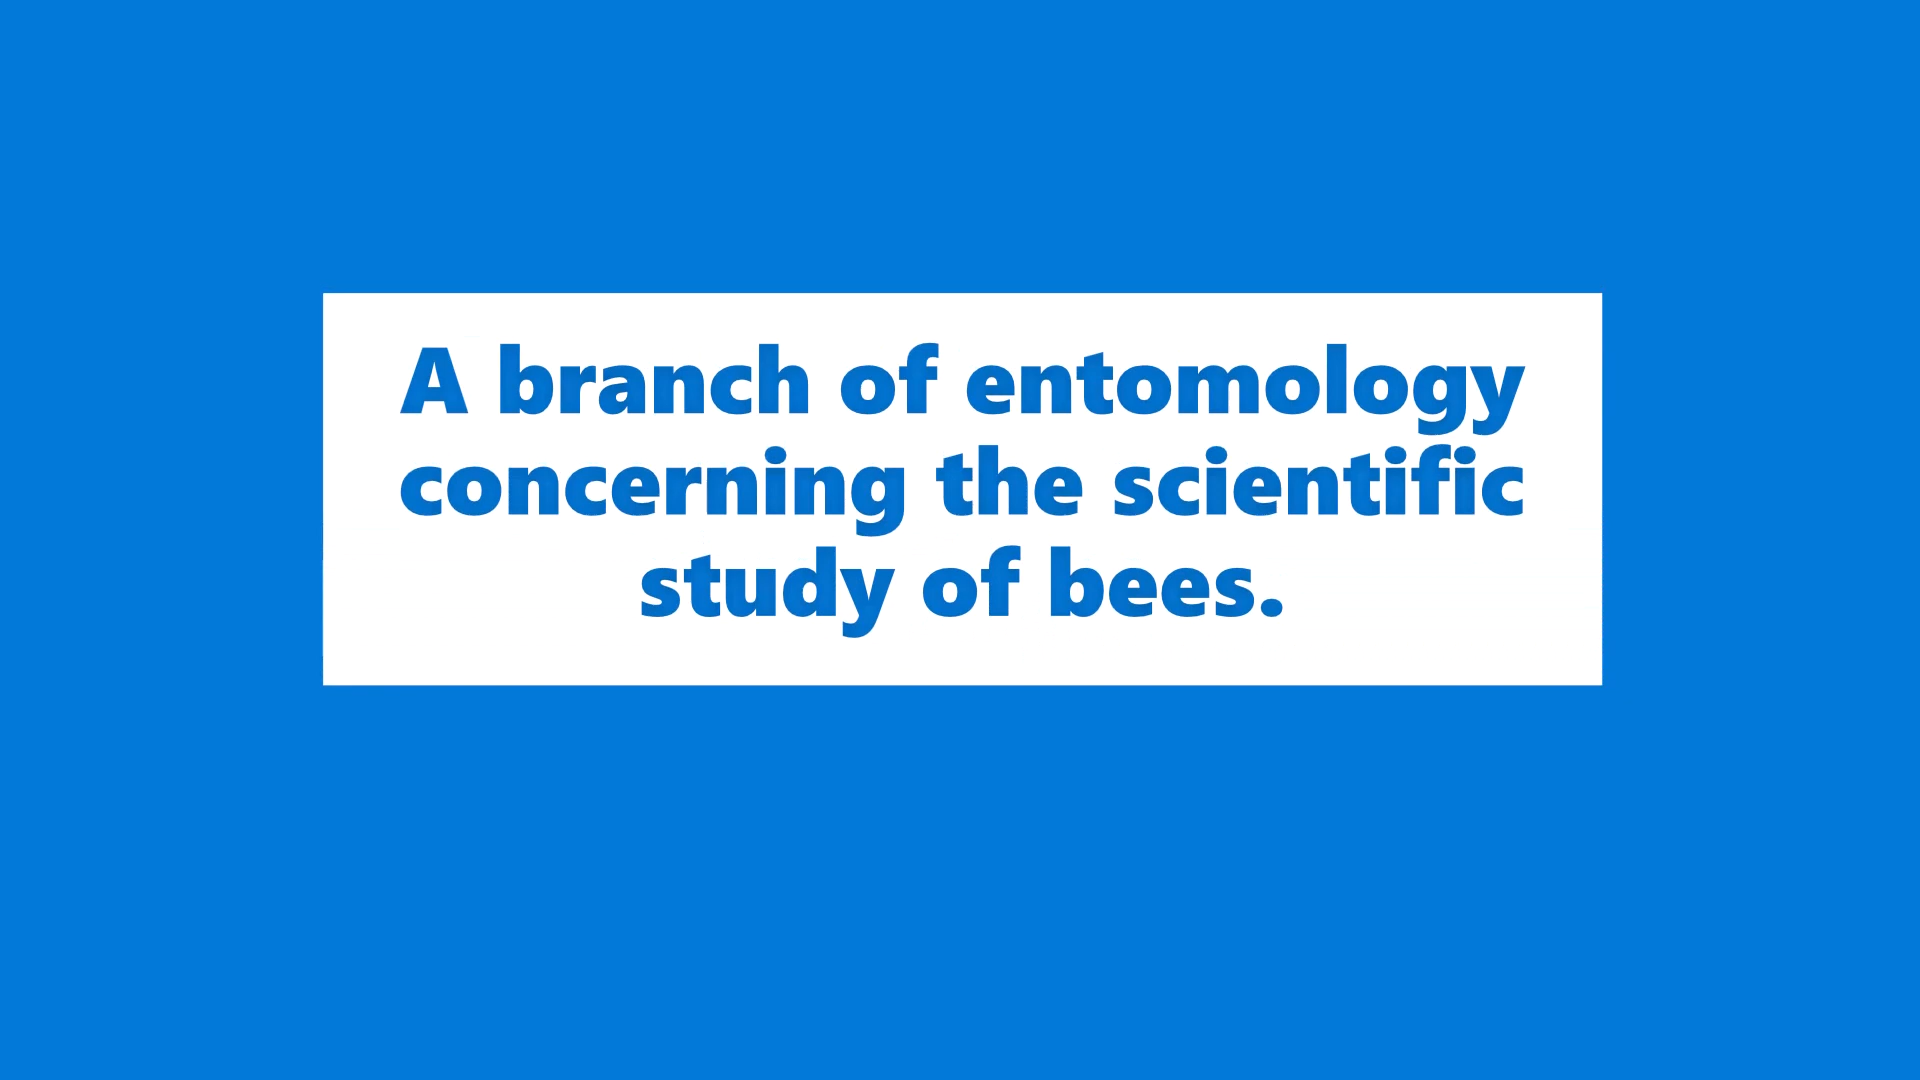 A branch of entomology
concerning the scientific
study of bees.